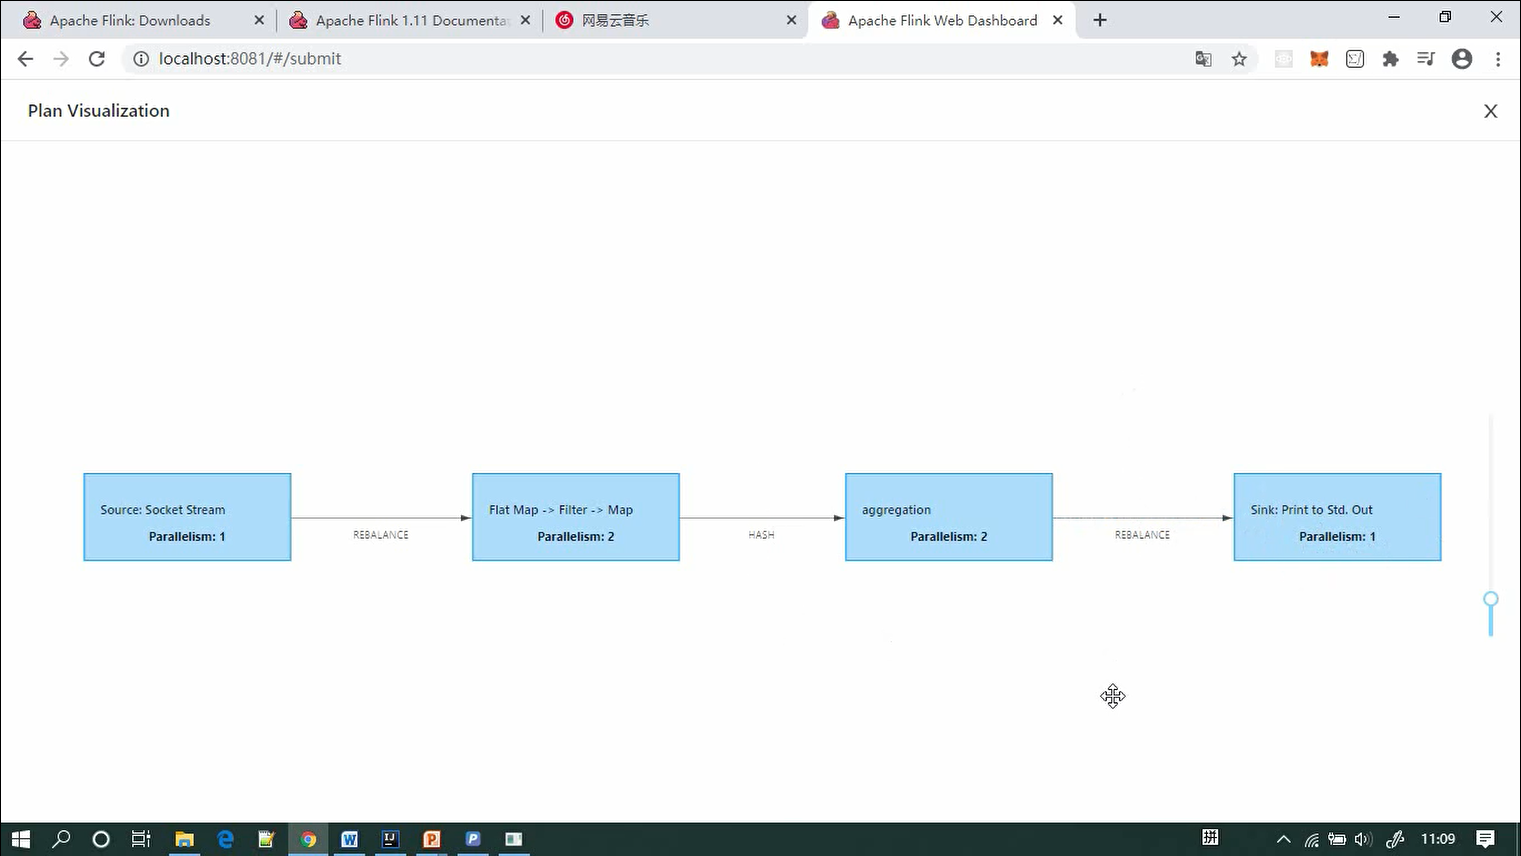 Apache Flink: Downloads
Apache Flink 1.11 Documenta
网易云音乐
Apache Flink Web Dashboard
localhost:8081/#/submit
Plan Visualization
Source: Socket Stream
Parallelism: 1
REBALANCE
Flat Map -> Filter -> Map
Parallelism: 2
HASH
aggregation
Parallelism: 2
REBALANCE
Sink: Print to Std. Out
Parallelism: 1
拼
11:09